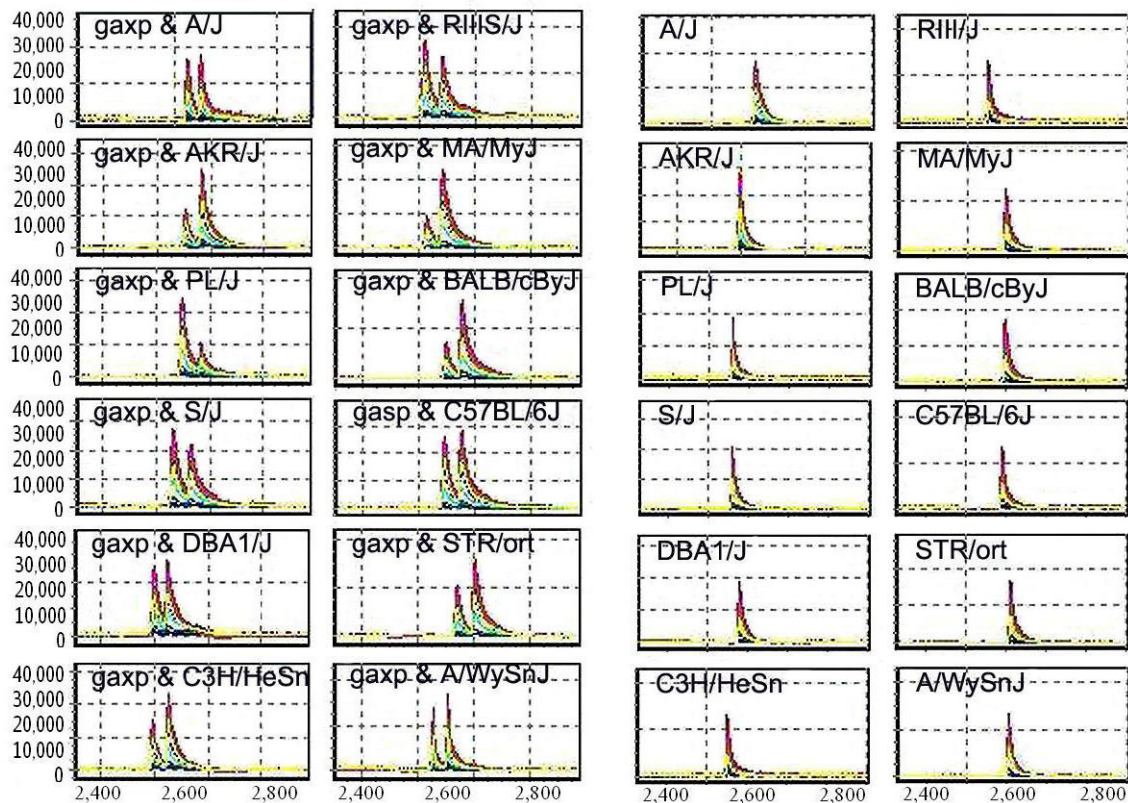 gaxp & A/J
gaxp & RIIIS/J
A/J
RIII/J
40,000
30,000
20,000
10,000
0
gaxp & AKR/J
gaxp & MA/MyJ
AKR/J
MA/MyJ
40,000
30,000
20,000
10,000
0
gaxp & PL/J
gaxp & BALB/cByJ
PL/J
BALB/cByJ
40,000
30,000
20,000
10,000
0
gaxp & S/J
gasp & C57BL/6J
S/J
C57BL/6J
40,000
30,000
20,000
10,000
0
gaxp & DBA1/J
gaxp & STR/ort
DBA1/J
STR/ort
40,000
30,000
20,000
10,000
0
gaxp & C3H/HeSn
gaxp & A/WySnJ
C3H/HeSn
A/WySnJ
40,000
30,000
20,000
10,000
0
2,400 2,600 2,800 2,400 2,600 2,800 2,400 2,600 2,800 2,400 2,600 2,800